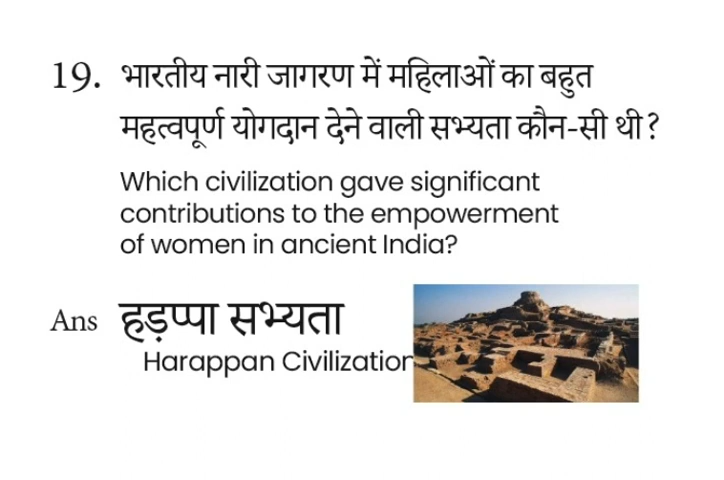 19. भारतीय नारी जागरण में महिलाओं का बहुत
महत्वपूर्ण योगदान देने वाली सभ्यता कौन-सी थी?
Which civilization gave significant
contributions to the empowerment
of women in ancient India?
Ans हड़प्पा सभ्यता
Harappan Civilization